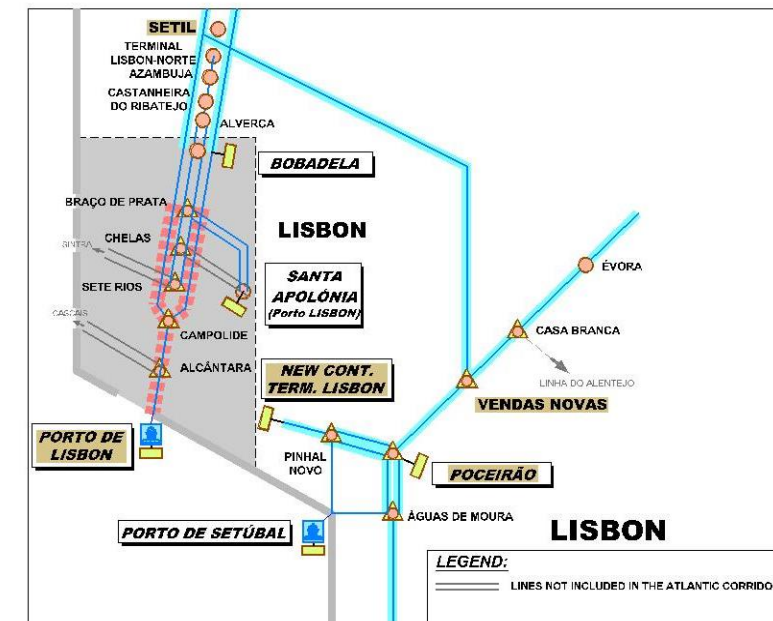 SETIL
TERMINAL
LISBON-NORTE
AZAMBUJA
CASTANHEIRA
DO RIBATEJO
ALVERCA
BOBADELA
BRAÇO DE PRATA
LISBON
CHELAS
SINTRA
SANTA
APOLÓNIA
(Porto LISBON)
SETE RIOS
ÉVORA
CASCAIS
CAMPOLIDE
CASA BRANCA
ALCÂNTARA
NEW CONT.
TERM. LISBON
LINHA DO ALENTEJO
VENDAS NOVAS
PORTO DE
LISBON
PINHAL
NOVO
POCEIRÃO
PORTO DE SETÚBAL
ÁGUAS DE MOURA
LISBON
LEGEND:
LINES NOT INCLUDED IN THE ATLANTIC CORRIDO